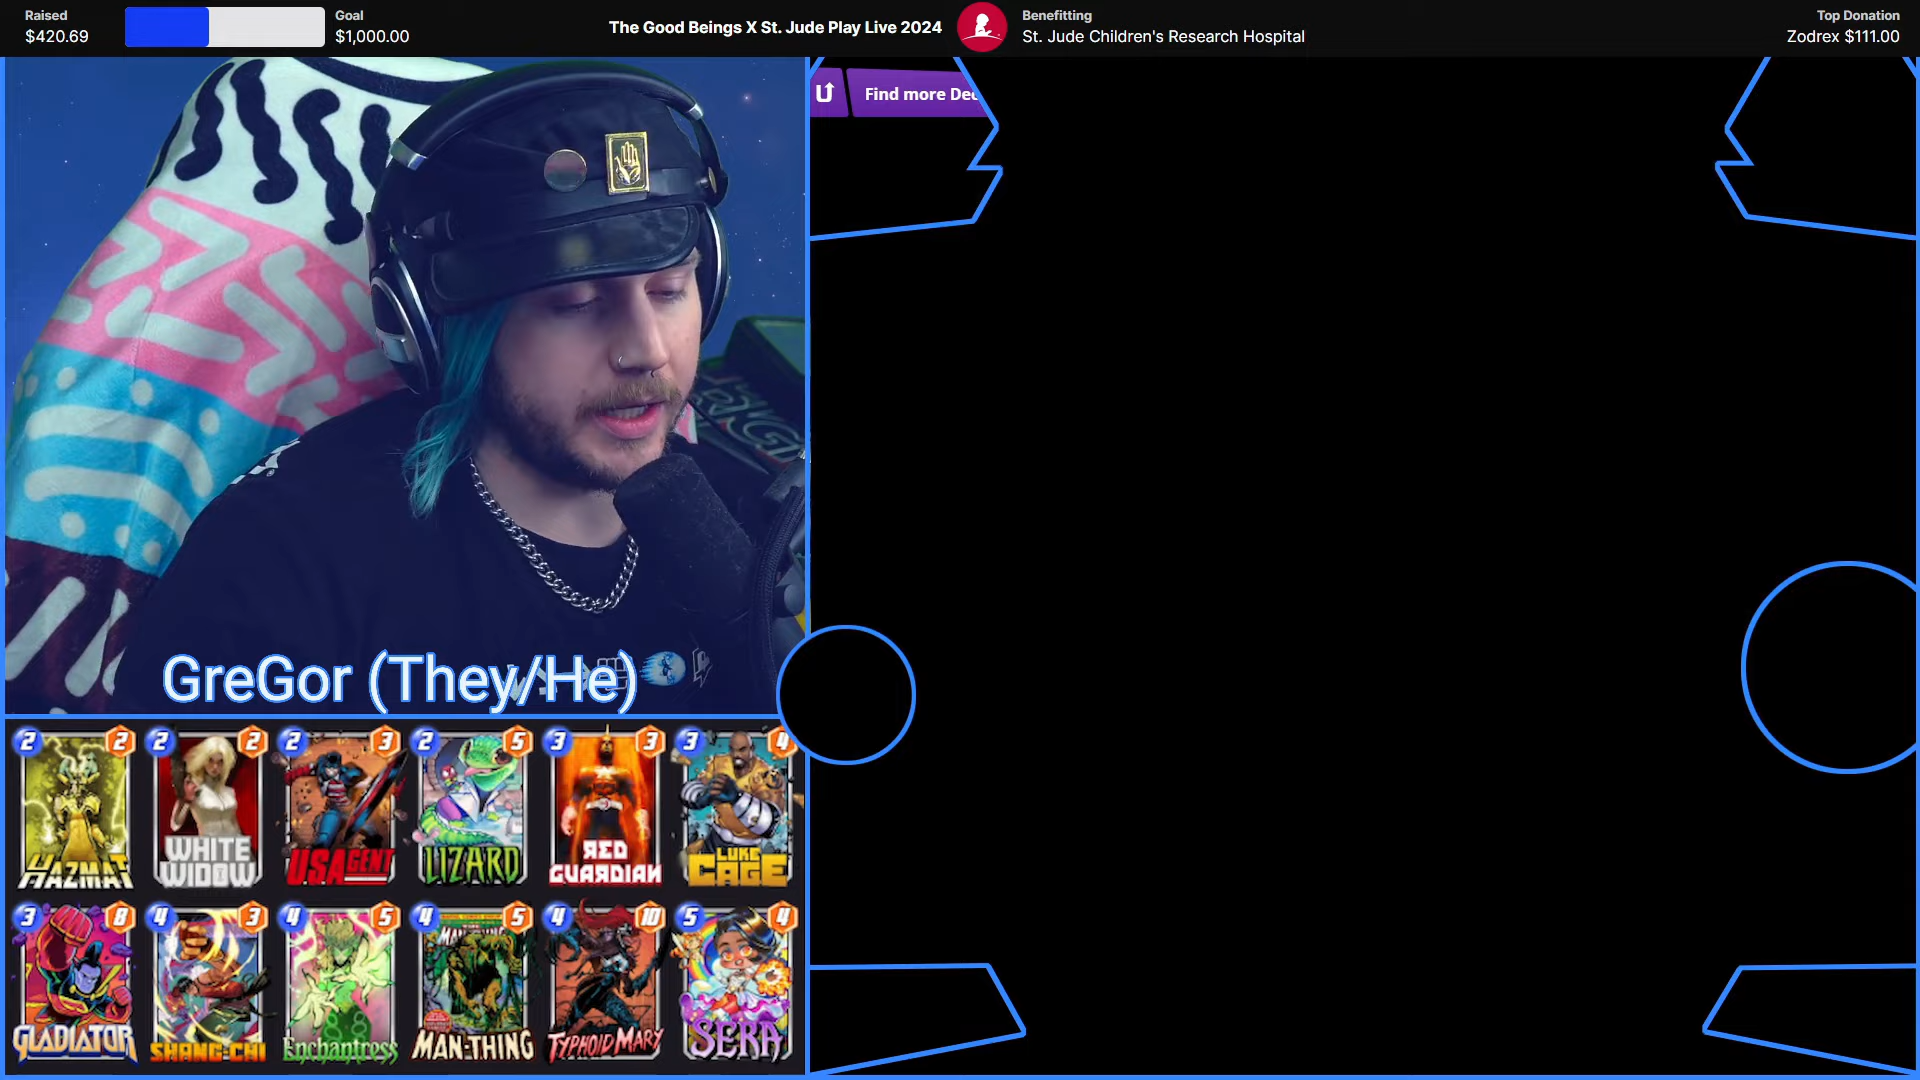 Raised
$420.69
Goal
$1,000.00
The Good Beings X St. Jude Play Live 2024
Benefitting
St. Jude Children's Research Hospital
Top Donation
Zodrex $111.00
Find more Dec
GreGor (They/He)
2 2 2 2 2 3 2 5 3 3 3 4
HAZMAT
WHITE WIDOW
U.S.AGENT
LIZARD
RED GUARDIAN
LUKE CAGE
3 8 4 3 4 5 4 5 4 10 5 4
GLADIATOR
SHANG-CHI
Enchantress
MAN-THING
TYPHOID MARY
SERA